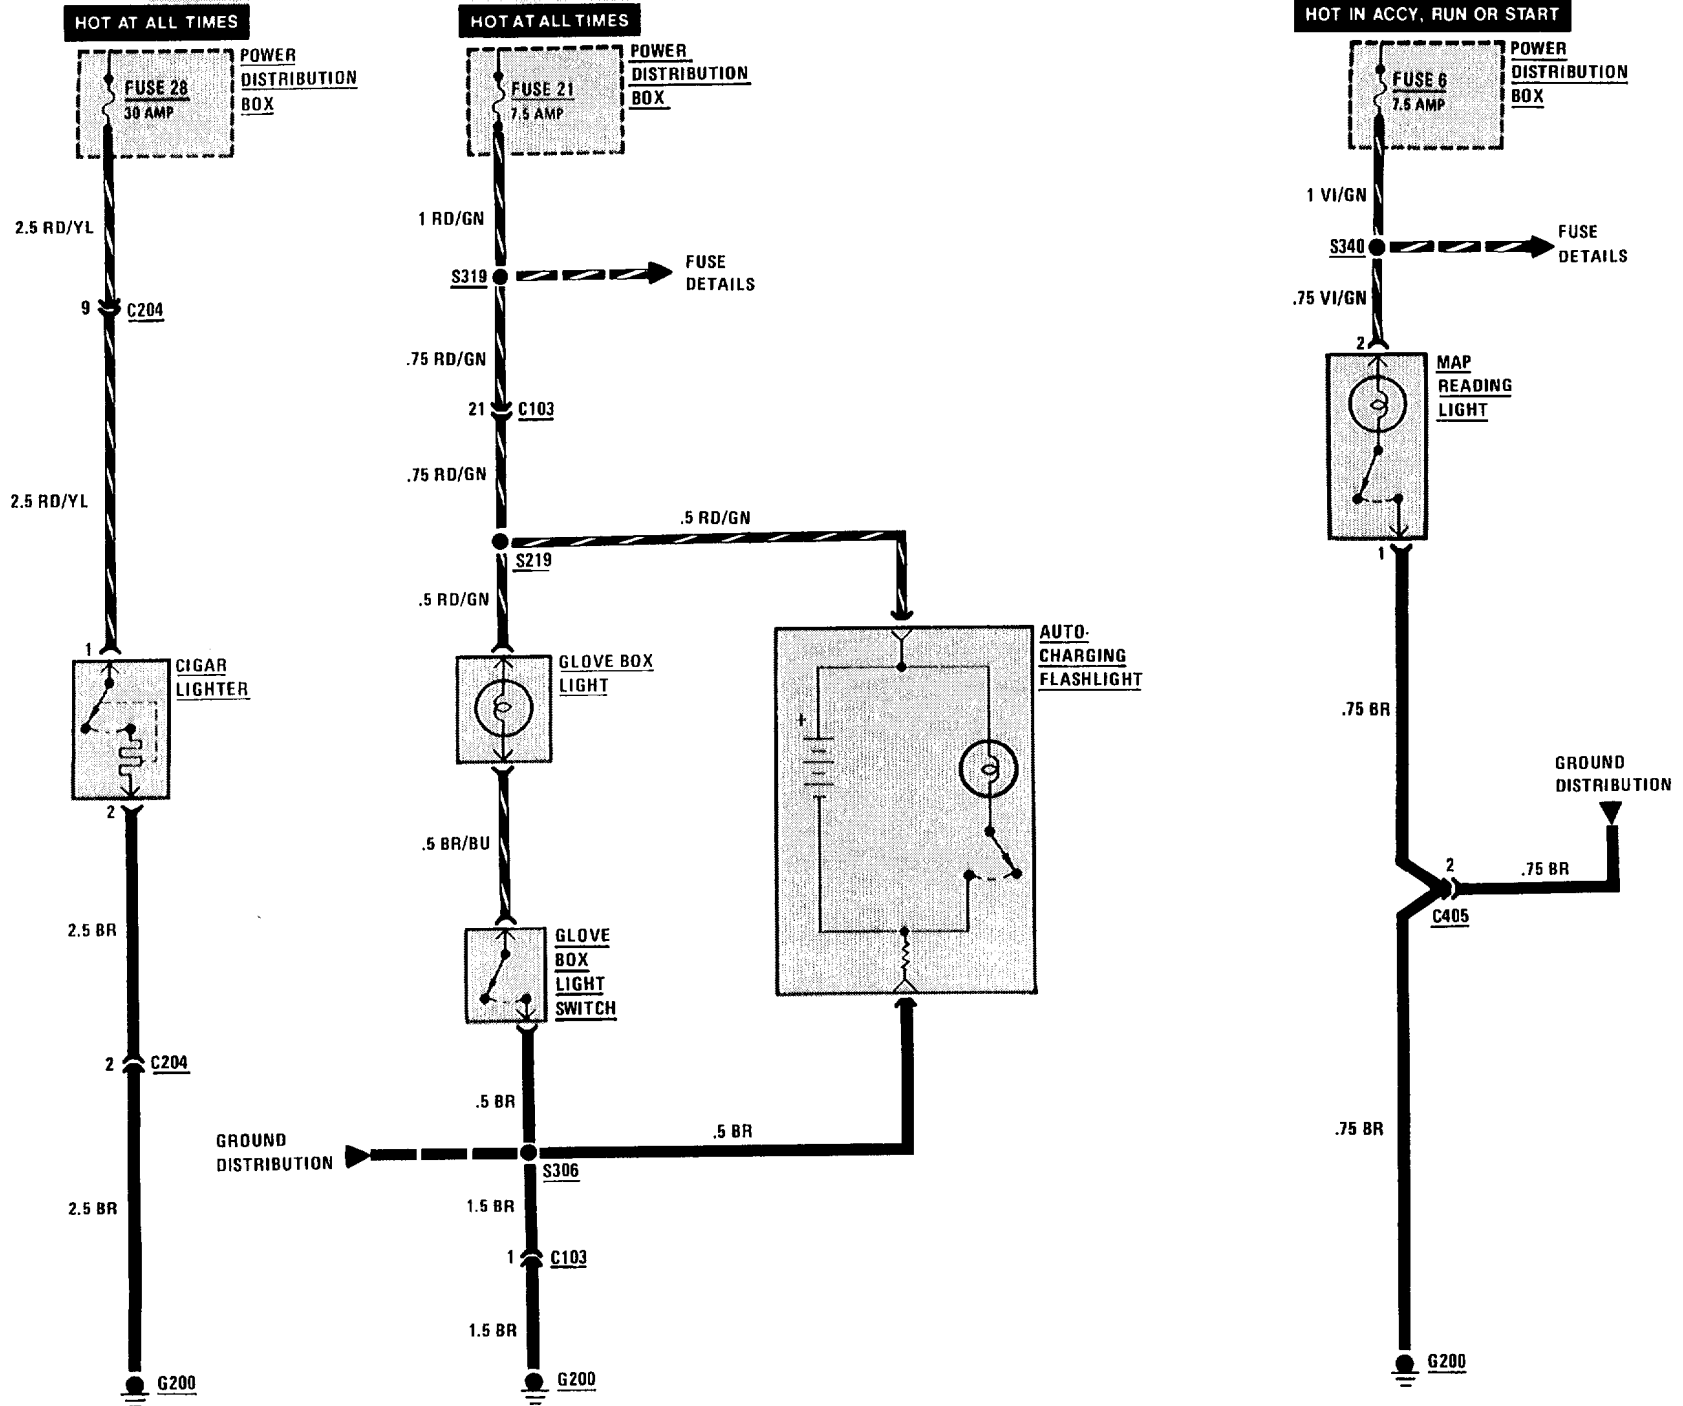 HOT AT ALL TIMES
FUSE 28
30 AMP
POWER
DISTRIBUTION
BOX
2.5 RD/YL
9
C204
2.5 RD/YL
1
CIGAR
LIGHTER
2
2.5 BR
2
C204
2.5 BR
G200
HOT AT ALL TIMES
FUSE 21
7.5 AMP
POWER
DISTRIBUTION
BOX
1 RD/GN
S319
FUSE
DETAILS
.75 RD/GN
21
C103
.75 RD/GN
S219
.5 RD/GN
.5 RD/GN
GLOVE BOX
LIGHT
.5 BR/BU
GLOVE
BOX
LIGHT
SWITCH
AUTO-
CHARGING
FLASHLIGHT
+
.5 BR
GROUND
DISTRIBUTION
S306
.5 BR
1.5 BR
1
C103
1.5 BR
G200
HOT IN ACCY, RUN OR START
FUSE 6
7.5 AMP
POWER
DISTRIBUTION
BOX
1 VI/GN
S340
FUSE
DETAILS
.75 VI/GN
2
MAP
READING
LIGHT
1
.75 BR
GROUND
DISTRIBUTION
2
.75 BR
C405
.75 BR
G200